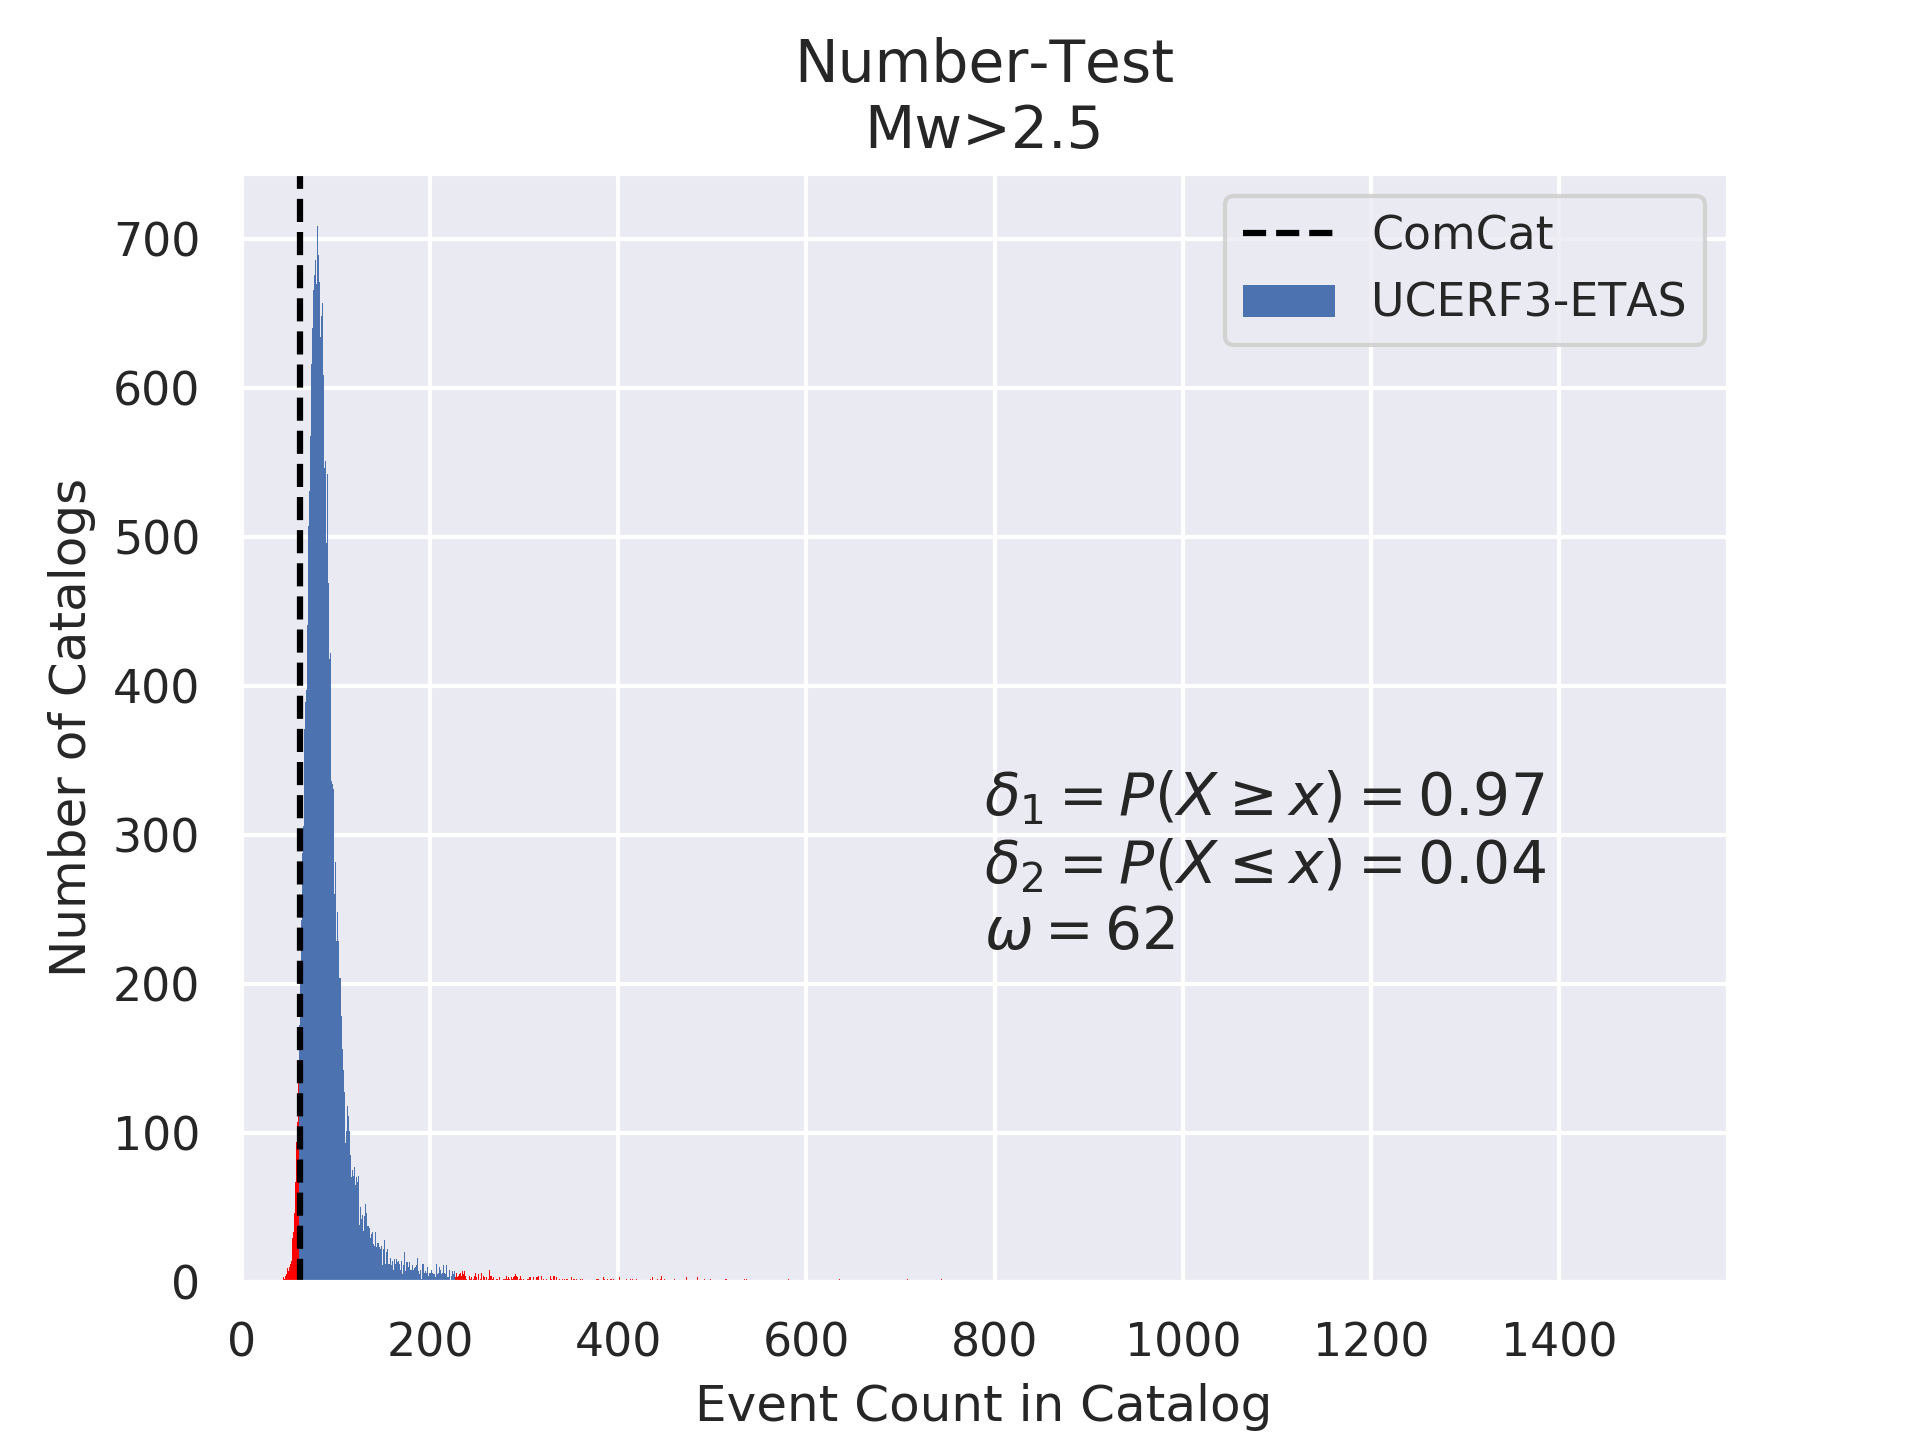 Number-Test
Mw>2.5
ComCat
UCERF3-ETAS
700
600
500
400
300
200
100
0
Number of Catalogs
δ₁ = P(X ≥ x) = 0.97
δ₂ = P(X ≤ x) = 0.04
ω = 62
0 200 400 600 800 1000 1200 1400
Event Count in Catalog